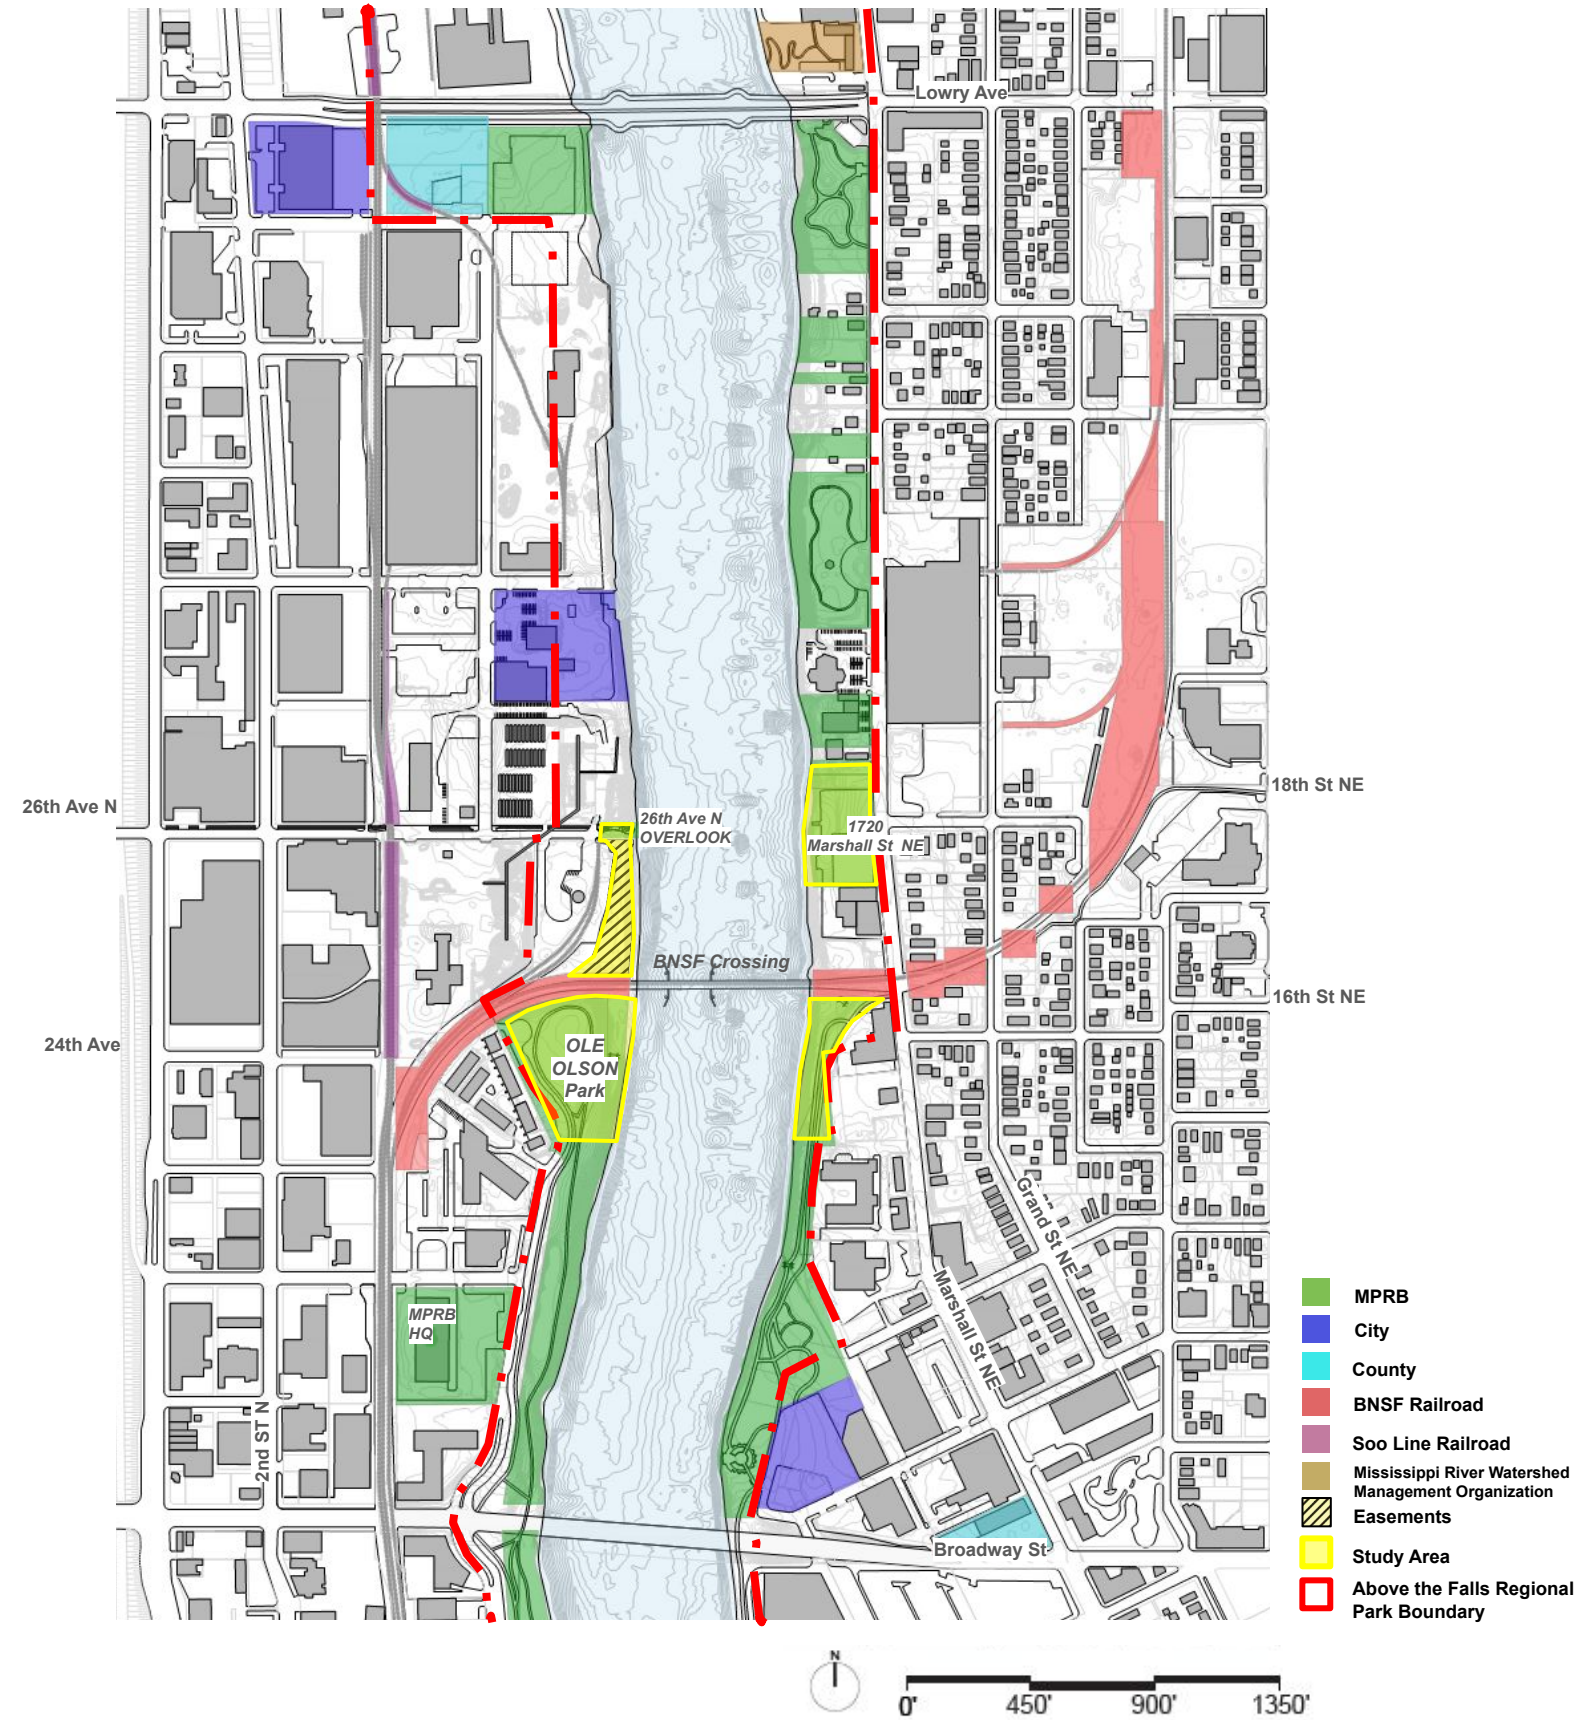 Lowry Ave
26th Ave N
18th St NE
26th Ave N
OVERLOOK
1720
Marshall St NE
BNSF Crossing
16th St NE
24th Ave
OLE
OLSON
Park
Grand St NE
Marshall St NE
MPRB
HQ
2nd ST N
Broadway St
MPRB
City
County
BNSF Railroad
Soo Line Railroad
Mississippi River Watershed
Management Organization
Easements
Study Area
Above the Falls Regional
Park Boundary
N
0' 450' 900' 1350'